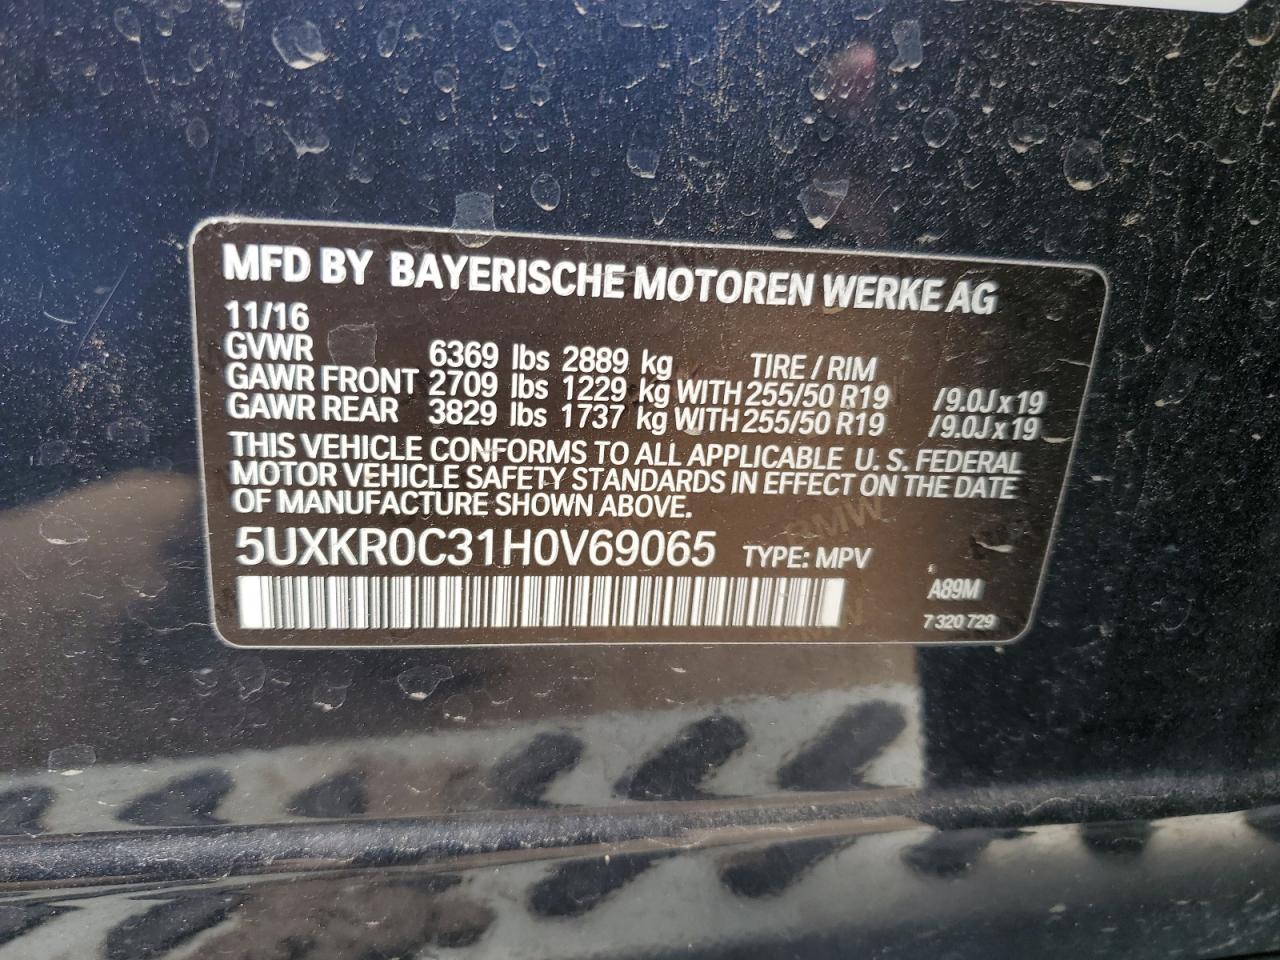 MFD BY BAYERISCHE MOTOREN WERKE AG
11/16
GVWR 6369 lbs 2889 kg TIRE / RIM
GAWR FRONT 2709 lbs 1229 kg WITH 255/50 R19 /9.0J x 19
GAWR REAR 3829 lbs 1737 kg WITH 255/50 R19 /9.0J x 19
THIS VEHICLE CONFORMS TO ALL APPLICABLE U. S. FEDERAL
MOTOR VEHICLE SAFETY STANDARDS IN EFFECT ON THE DATE
OF MANUFACTURE SHOWN ABOVE.
BMW
5UXKR0C31H0V69065 TYPE: MPV
A89M
7 320 729
BMW